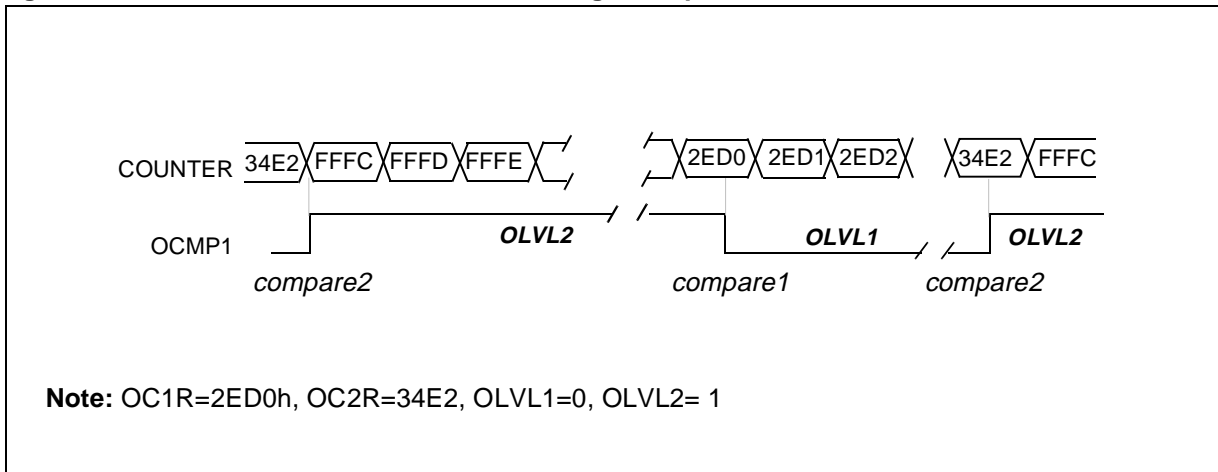 COUNTER 34E2 FFFC FFFD FFFE 2ED0 2ED1 2ED2 34E2 FFFC
OCMP1 OLVL2 OLVL1 OLVL2
compare2 compare1 compare2
Note: OC1R=2ED0h, OC2R=34E2, OLVL1=0, OLVL2= 1